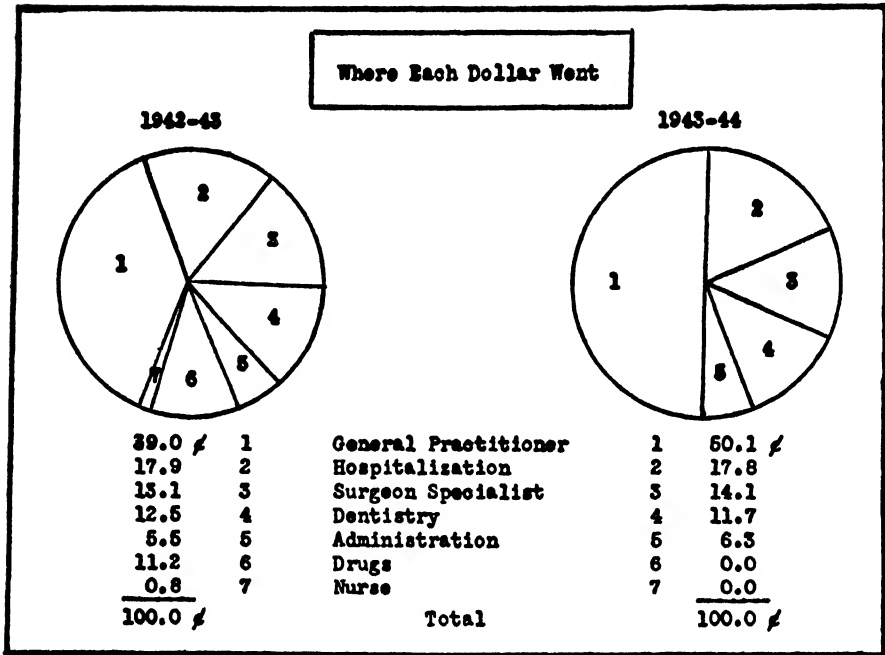 Where Each Dollar Went
1942-43 1943-44
1 2 3 4 5 6 7
1 2 3 4 5
39.0 ¢ 1 General Practitioner 1 50.1 ¢
17.9 2 Hospitalization 2 17.8
13.1 3 Surgeon Specialist 3 14.1
12.5 4 Dentistry 4 11.7
5.5 5 Administration 5 6.3
11.2 6 Drugs 6 0.0
0.8 7 Nurse 7 0.0
100.0 ¢ Total 100.0 ¢